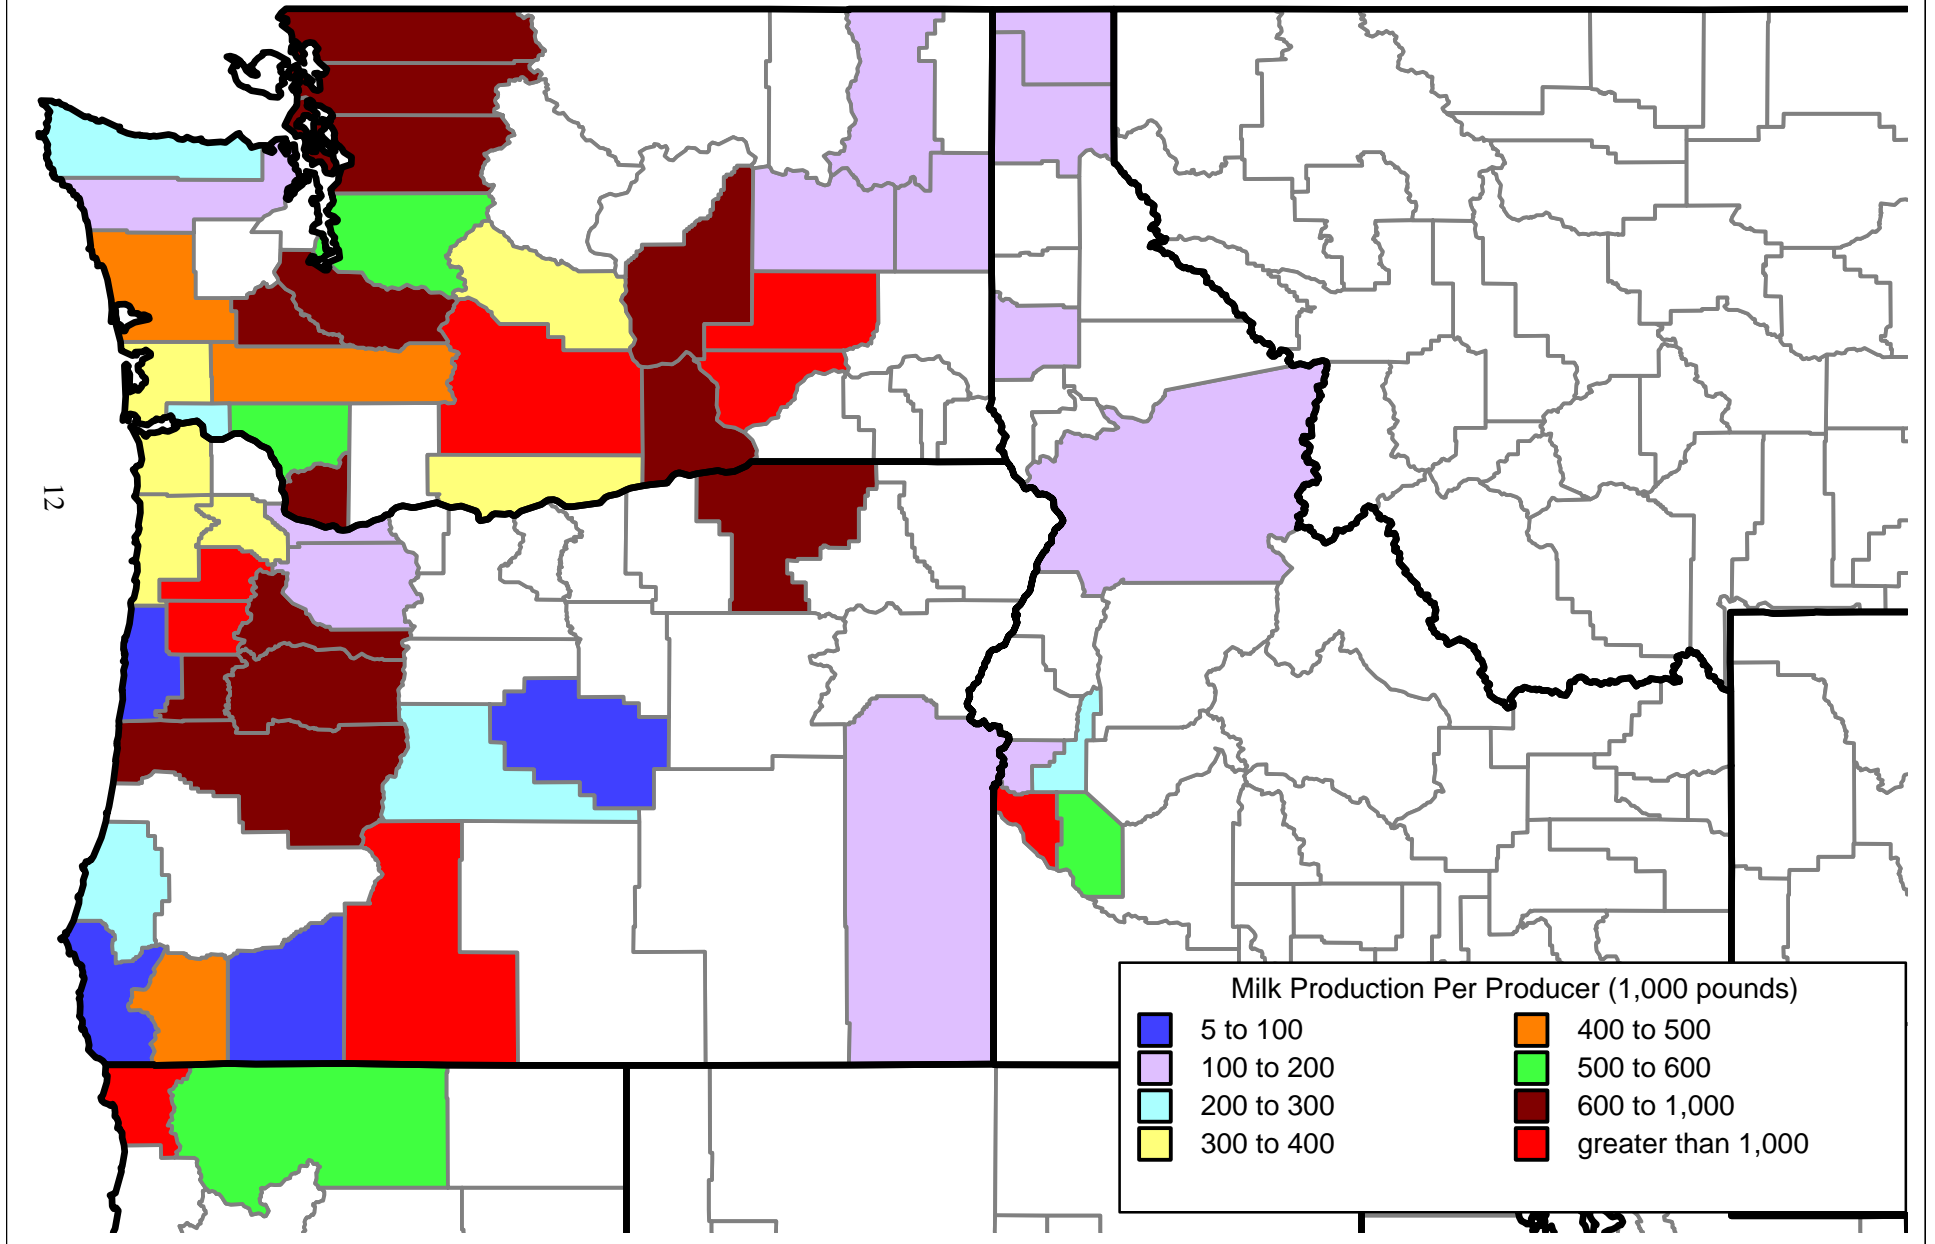 12
Milk Production Per Producer (1,000 pounds)
5 to 100
100 to 200
200 to 300
300 to 400
400 to 500
500 to 600
600 to 1,000
greater than 1,000